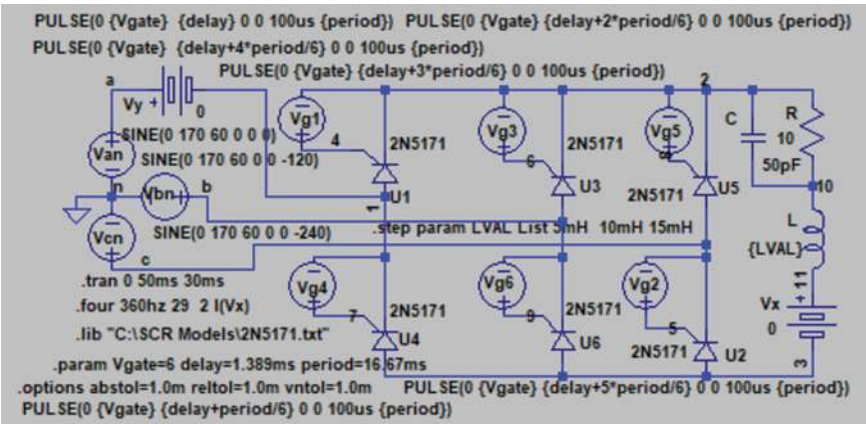 PULSE(0 {Vgate} {delay} 0 0 100us {period}) PULSE(0 {Vgate} {delay+2*period/6} 0 0 100us {period})
PULSE(0 {Vgate} {delay+4*period/6} 0 0 100us {period})
PULSE(0 {Vgate} {delay+3*period/6} 0 0 100us {period})
a
2
Vy +
0
Vg1
Vg3
Vg5
C
R
SINE(0 170 60 0 0 0)
4
2N5171
2N5171
10
Van
SINE(0 170 60 0 0 -120)
6
8
50pF
n
Vbn
b
U1
U3
2N5171
U5
10
1
L
Vcn
SINE(0 170 60 0 0 -240)
.step param LVAL List 5mH 10mH 15mH
{LVAL}
c
.tran 0 50ms 30ms
Vg4
Vg6
Vg2
11
.four 360hz 29 2 I(Vx)
2N5171
2N5171
Vx +
7
9
5
0
.lib "C:\SCR Models\2N5171.txt"
U4
U6
2N5171
U2
3
.param Vgate=6 delay=1.389ms period=16.67ms
.options abstol=1.0m reltol=1.0m vntol=1.0m PULSE(0 {Vgate} {delay+5*period/6} 0 0 100us {period})
PULSE(0 {Vgate} {delay+period/6} 0 0 100us {period})